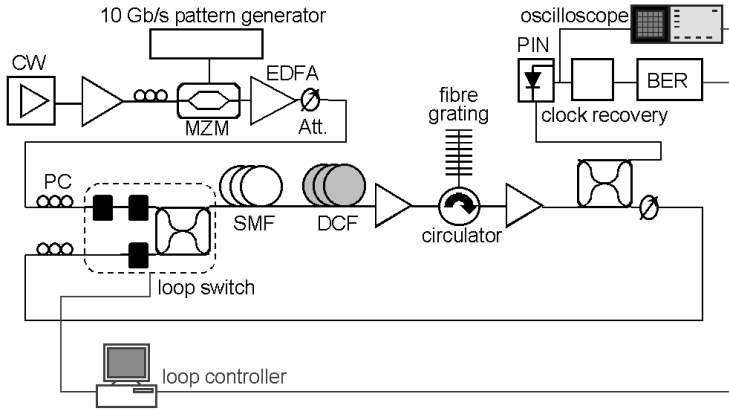 10 Gb/s pattern generator
oscilloscope
CW
EDFA
PIN
BER
MZM
Att.
fibre
grating
clock recovery
PC
SMF
DCF
circulator
loop switch
loop controller